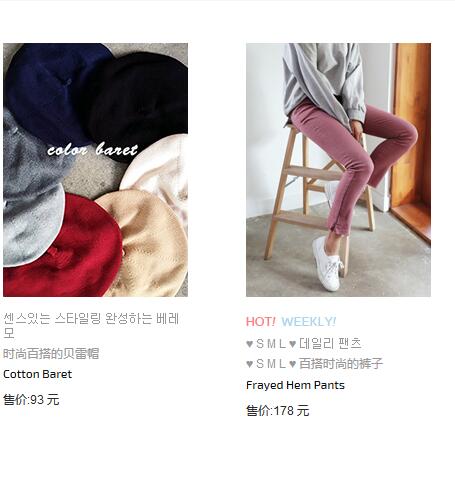 color baret
센스있는 스타일링 완성하는 베레
모
时尚百搭的贝雷帽
Cotton Baret
售价:93 元
HOT! WEEKLY!
♥ S M L ♥ 데일리 팬츠
♥ S M L ♥ 百搭时尚的裤子
Frayed Hem Pants
售价:178 元